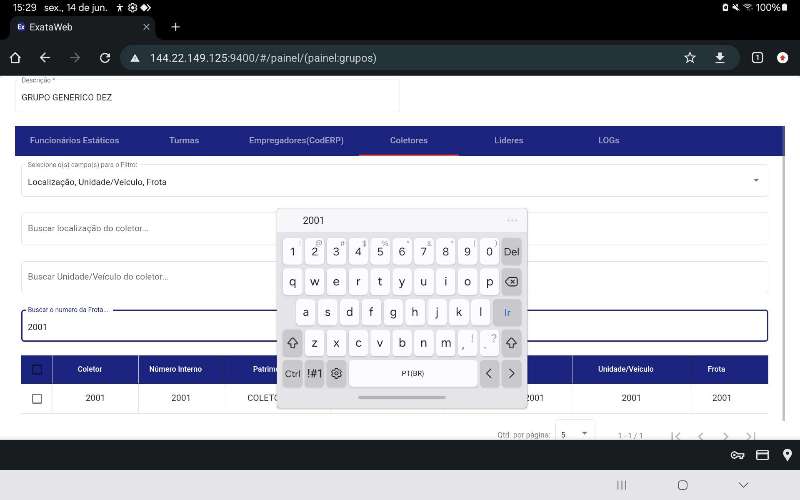 15:29 sex., 14 de jun. 100%
ExataWeb
144.22.149.125:9400/#/painel/(painel:grupos) 1
Descrição *
GRUPO GENERICO DEZ
Funcionários Estáticos Turmas Empregadores(CodERP) Coletores Líderes LOGs
Selecione o(s) campo(s) para o Filtro:
Localização, Unidade/Veículo, Frota
Buscar localização do coletor...
Buscar Unidade/Veículo do coletor...
Buscar o numero da Frota...
2001
2001 ...
1 2 3 4 5 6 7 8 9 0 Del
q w e r t y u i o p
a s d f g h j k l Ir
z x c v b n m , ! . ?
Ctrl !#1 PT(BR) < >
Coletor Número Interno Patrim Unidade/Veículo Frota
2001 2001 COLETO 2001 2001 2001
Ctrl. por página: 5 1–1 / 1